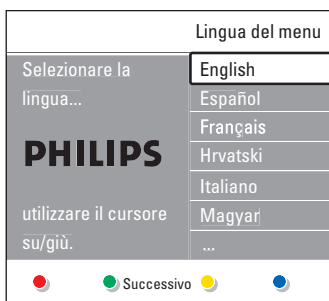 Lingua del menu
Selezionare la
lingua...
PHILIPS
utilizzare il cursore
su/giù.
English
Español
Français
Hrvatski
Italiano
Magyar
...
Successivo